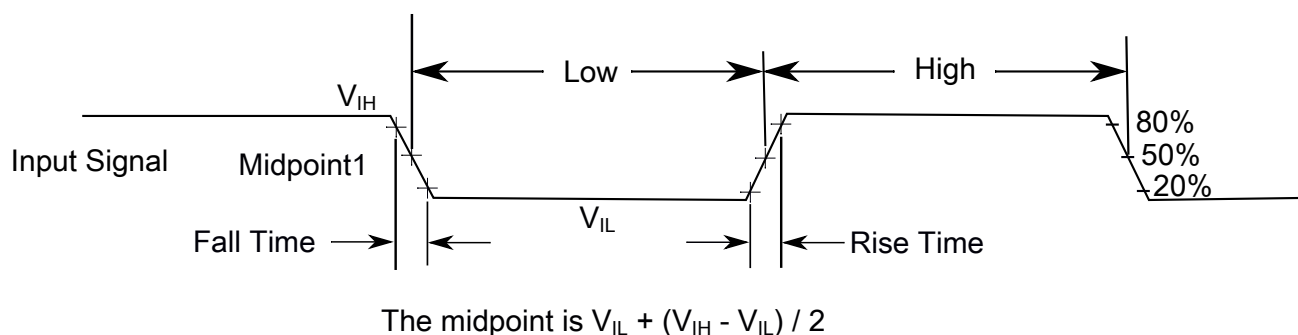 Low
High
V_IH
80%
Input Signal
Midpoint1
50%
20%
V_IL
Fall Time
Rise Time
The midpoint is V_IL + (V_IH - V_IL) / 2